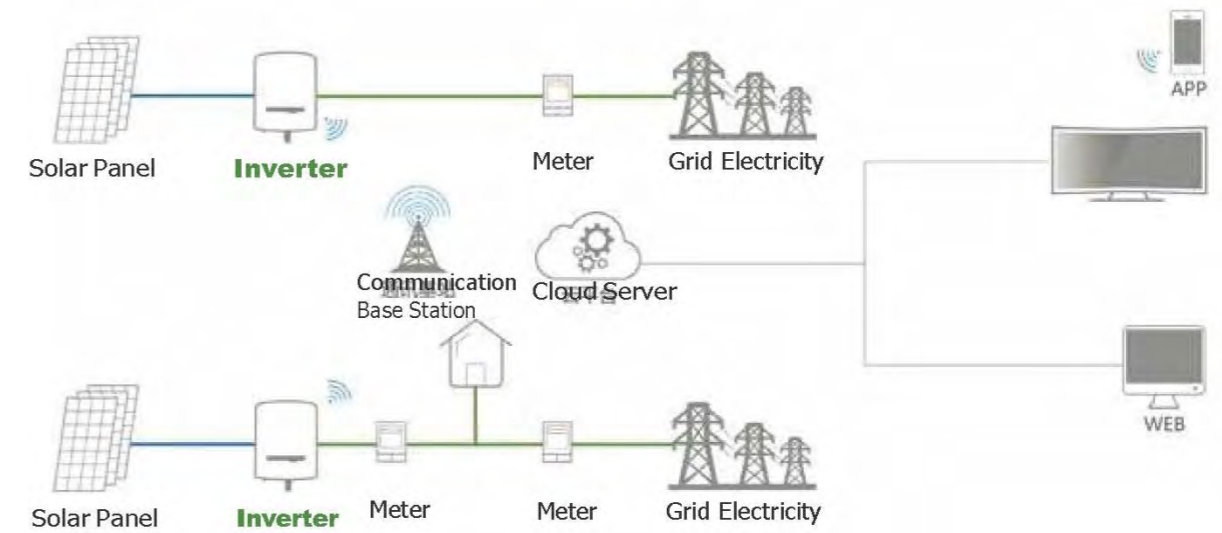 APP
Solar Panel
Inverter
Meter
Grid Electricity
Communication
Base Station
Cloud Server
WEB
Solar Panel
Inverter
Meter
Meter
Grid Electricity